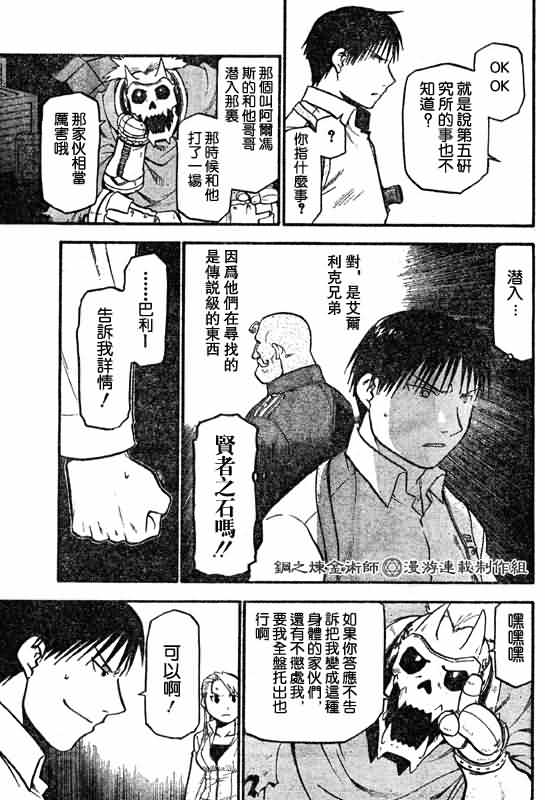 OK
OK
就是說第五研
究所的事也不
知道？
？
你指什麼事？
那個叫阿爾馮
斯的和他哥哥
潛入那裏
那時候和他
打了一場
那家伙相當
厲害哦
潛入…
對，是艾爾
利克兄弟
因爲他們在尋找的
是傳説級的東西
賢者之石嗎!!
……巴利—
告訴我詳情！
鋼之煉金術師 漫游連載制作組
嘿嘿嘿
如果你答應不告
訴把我變成這種
身體的家伙們，
還有不懲處我，
要我全盤托出也
行啊
可以啊！